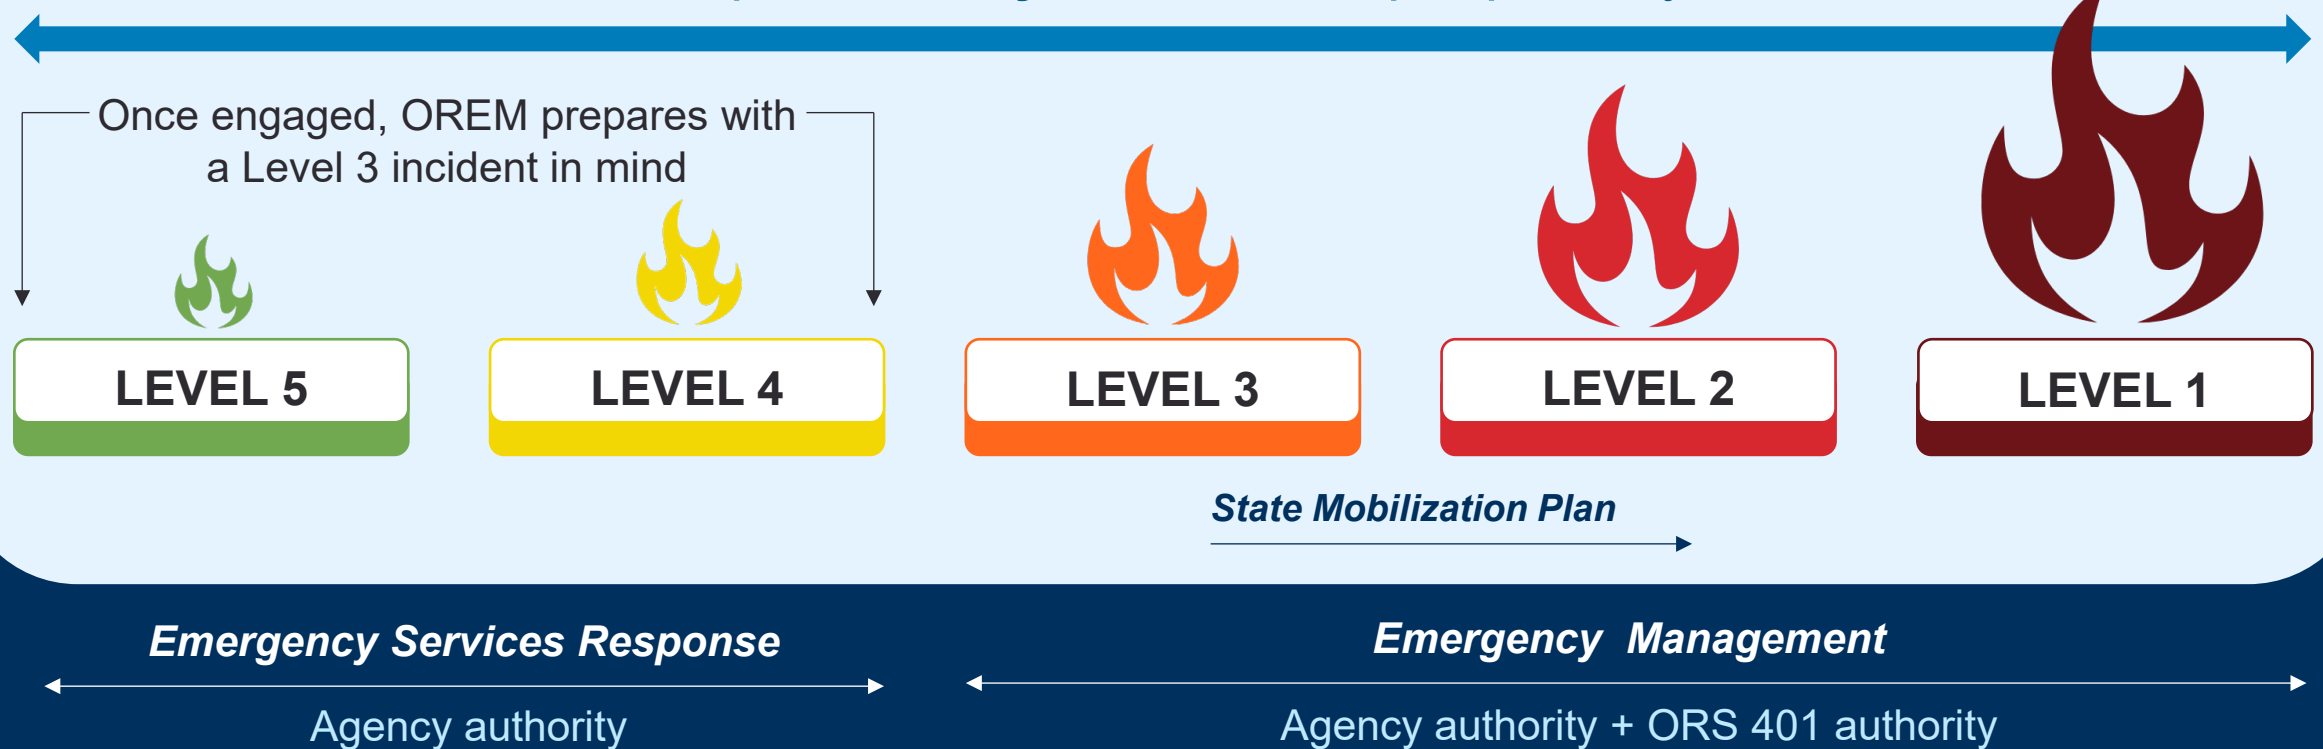 Once engaged, OREM prepares with
a Level 3 incident in mind
LEVEL 5
LEVEL 4
LEVEL 3
LEVEL 2
LEVEL 1
State Mobilization Plan
Emergency Services Response
Emergency Management
Agency authority
Agency authority + ORS 401 authority